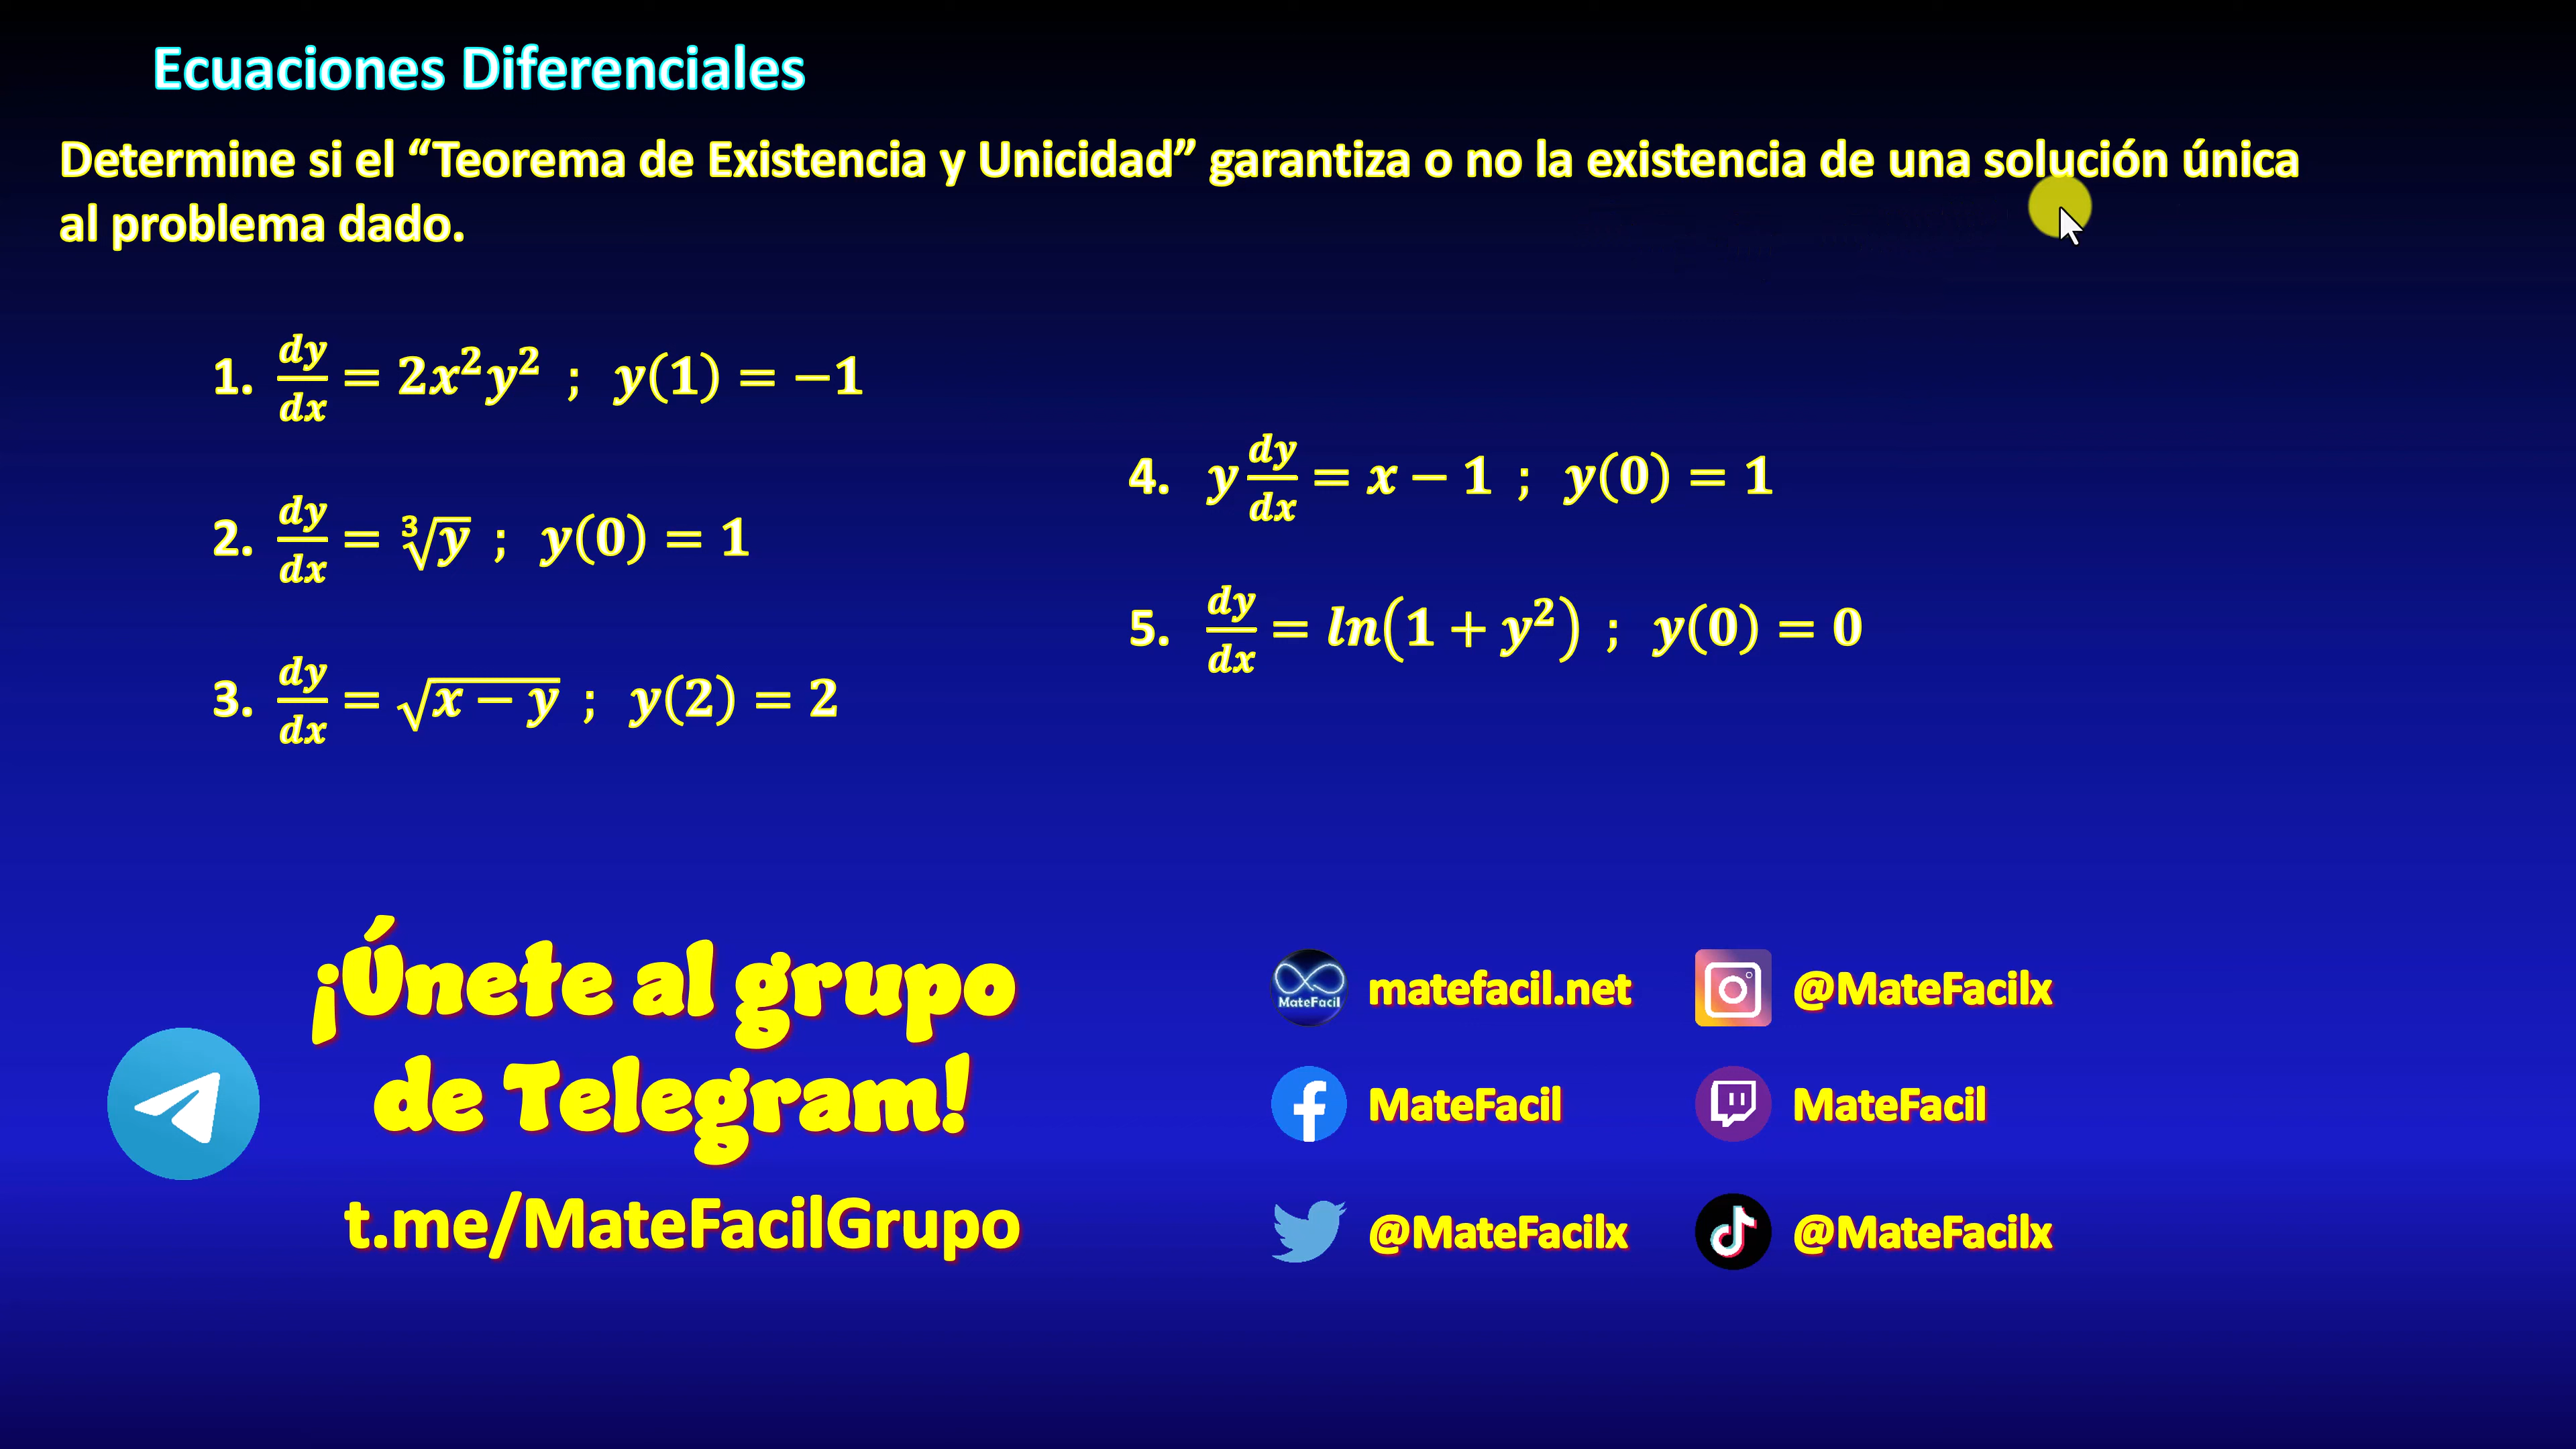 Ecuaciones Diferenciales
Determine si el “Teorema de Existencia y Unicidad” garantiza o no la existencia de una solución única
al problema dado.
1. dy/dx = 2x²y² ; y(1) = −1
2. dy/dx = ∛y ; y(0) = 1
3. dy/dx = √(x − y) ; y(2) = 2
4. y dy/dx = x − 1 ; y(0) = 1
5. dy/dx = ln(1 + y²) ; y(0) = 0
¡Únete al grupo
de Telegram!
t.me/MateFacilGrupo
MateFacil
matefacil.net
@MateFacilx
MateFacil
MateFacil
@MateFacilx
@MateFacilx